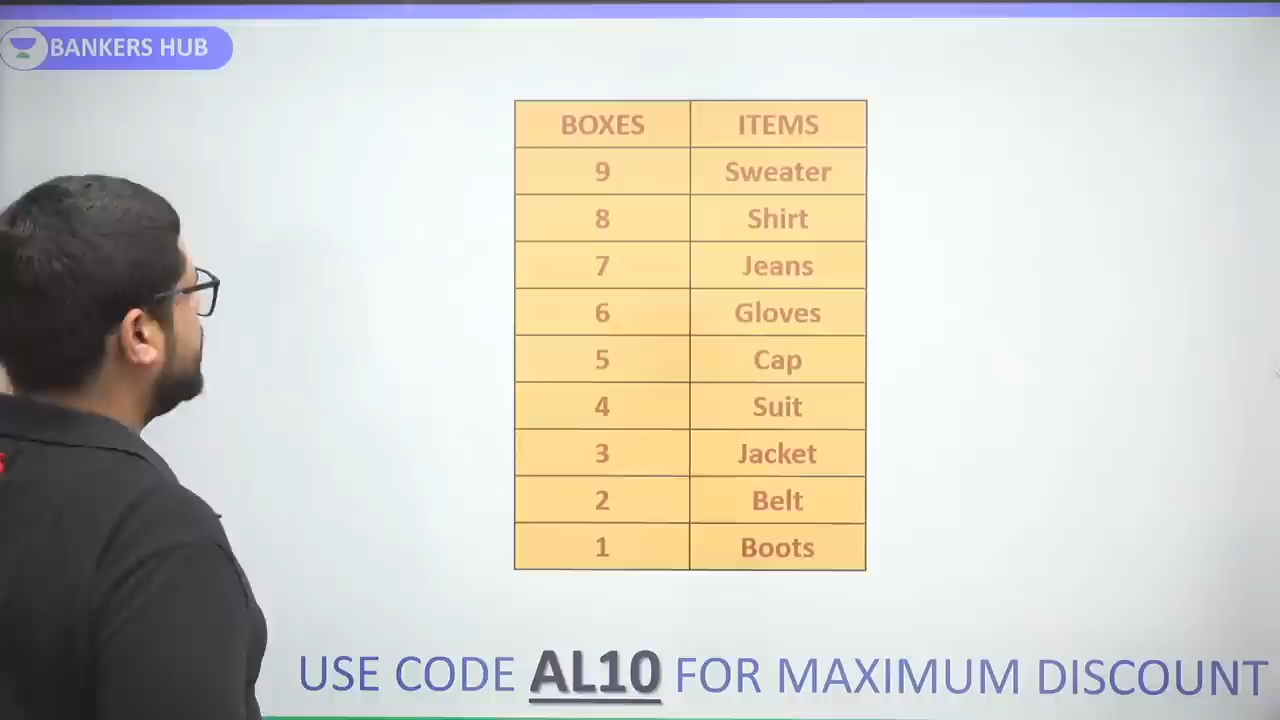 BANKERS HUB
BOXES ITEMS
9 Sweater
8 Shirt
7 Jeans
6 Gloves
5 Cap
4 Suit
3 Jacket
2 Belt
1 Boots
USE CODE AL10 FOR MAXIMUM DISCOUNT